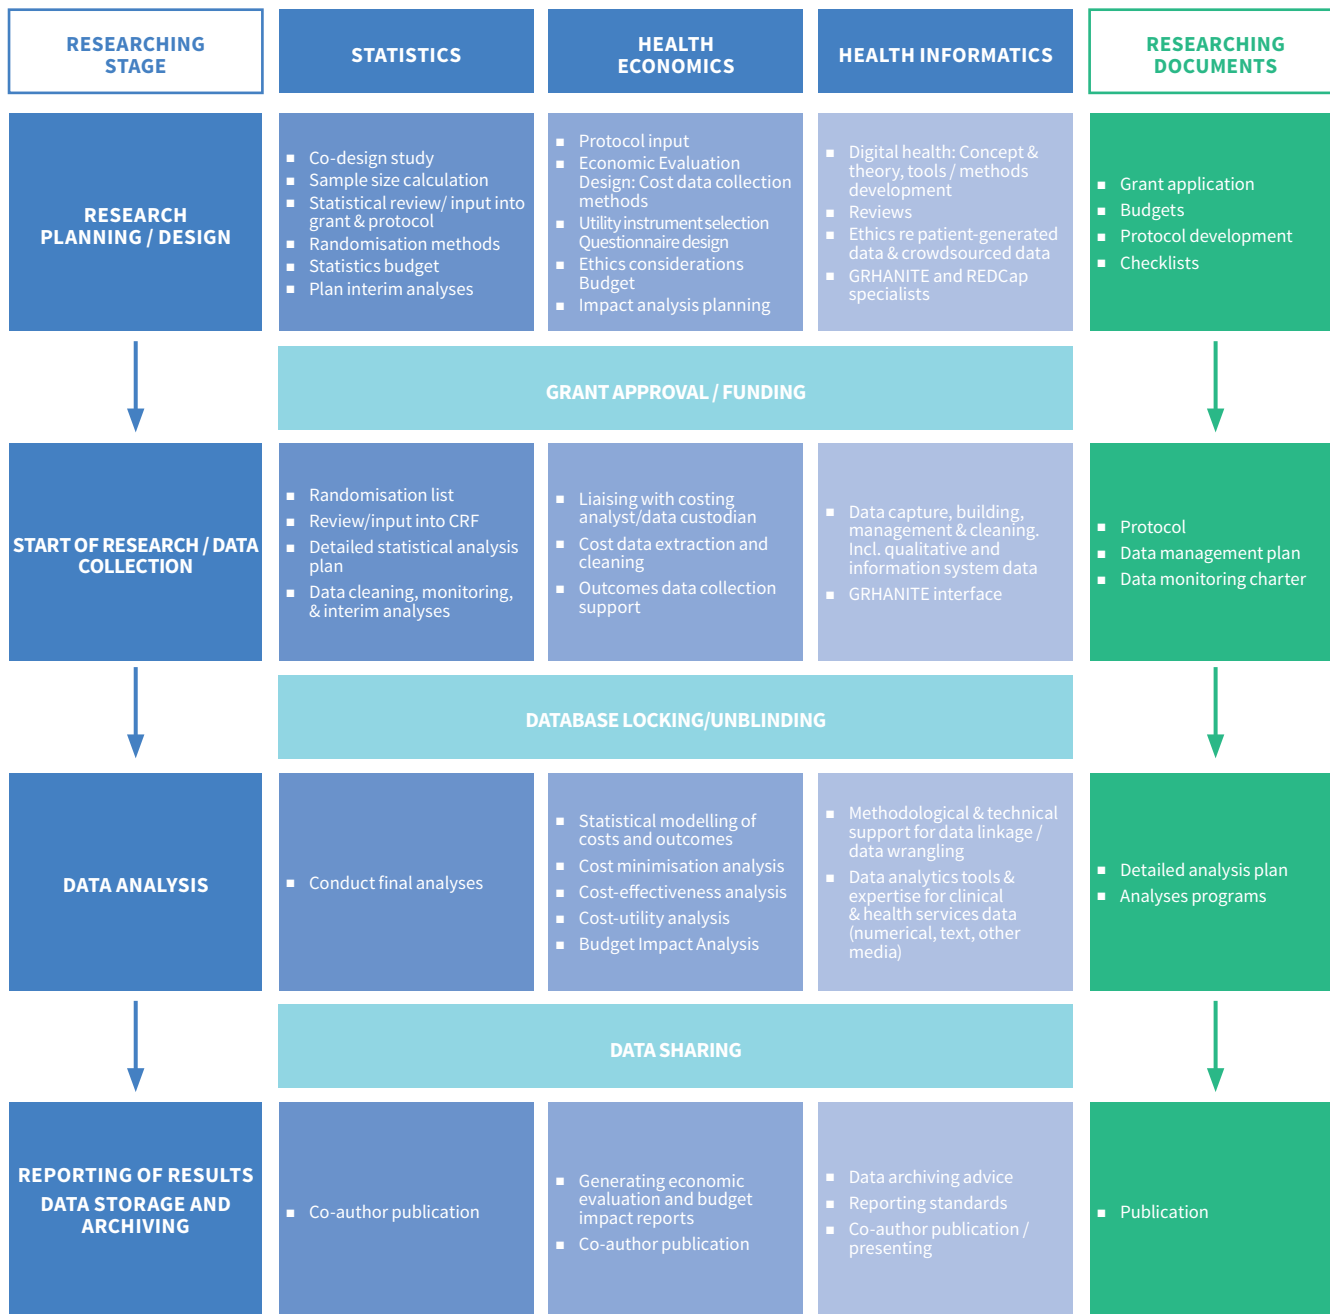 RESEARCHING
STAGE
STATISTICS
HEALTH
ECONOMICS
HEALTH INFORMATICS
RESEARCHING
DOCUMENTS
RESEARCH
PLANNING / DESIGN
■ Co-design study
■ Sample size calculation
■ Statistical review/ input into
grant & protocol
■ Randomisation methods
■ Statistics budget
■ Plan interim analyses
■ Protocol input
■ Economic Evaluation
Design: Cost data collection
methods
■ Utility instrument selection
Questionnaire design
■ Ethics considerations
Budget
■ Impact analysis planning
■ Digital health: Concept &
theory, tools / methods
development
■ Reviews
■ Ethics re patient-generated
data & crowdsourced data
■ GRHANITE and REDCap
specialists
■ Grant application
■ Budgets
■ Protocol development
■ Checklists
GRANT APPROVAL / FUNDING
START OF RESEARCH / DATA
COLLECTION
■ Randomisation list
■ Review/input into CRF
■ Detailed statistical analysis
plan
■ Data cleaning, monitoring,
& interim analyses
■ Liaising with costing
analyst/data custodian
■ Cost data extraction and
cleaning
■ Outcomes data collection
support
■ Data capture, building,
management & cleaning.
Incl. qualitative and
information system data
■ GRHANITE interface
■ Protocol
■ Data management plan
■ Data monitoring charter
DATABASE LOCKING/UNBLINDING
DATA ANALYSIS
■ Conduct final analyses
■ Statistical modelling of
costs and outcomes
■ Cost minimisation analysis
■ Cost-effectiveness analysis
■ Cost-utility analysis
■ Budget Impact Analysis
■ Methodological & technical
support for data linkage /
data wrangling
■ Data analytics tools &
expertise for clinical
& health services data
(numerical, text, other
media)
■ Detailed analysis plan
■ Analyses programs
DATA SHARING
REPORTING OF RESULTS
DATA STORAGE AND
ARCHIVING
■ Co-author publication
■ Generating economic
evaluation and budget
impact reports
■ Co-author publication
■ Data archiving advice
■ Reporting standards
■ Co-author publication /
presenting
■ Publication